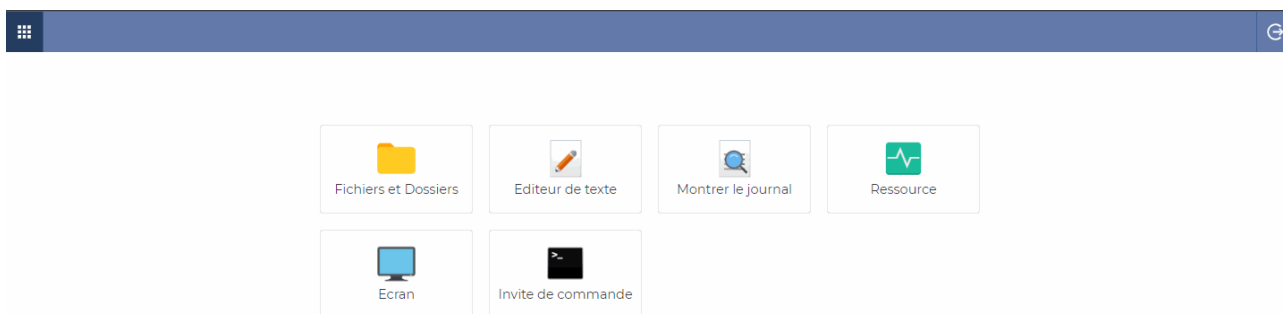 Fichiers et Dossiers
Editeur de texte
Montrer le journal
Ressource
Ecran
Invite de commande